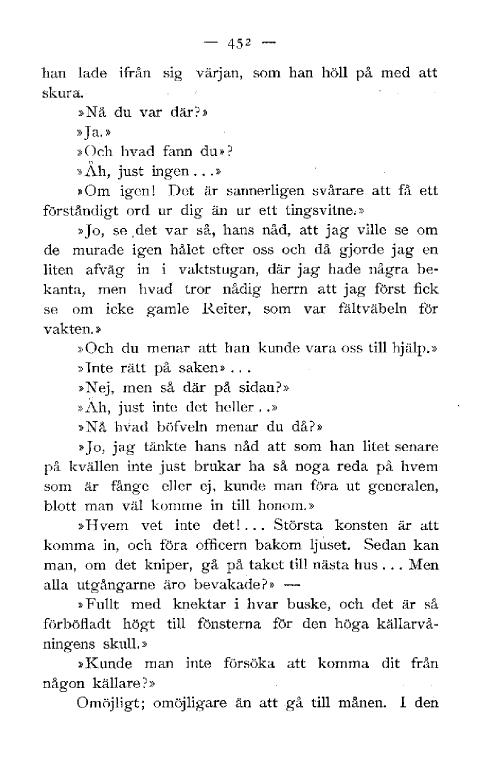 — 452 —
han lade ifrån sig värjan, som han höll på med att
skura.
»Nå du var där?»
»Ja.»
»Och hvad fann du»?
»Åh, just ingen . . .»
»Om igen! Det är sannerligen svårare att få ett
förståndigt ord ur dig än ur ett tingsvitne.»
»Jo, se det var så, hans nåd, att jag ville se om
de murade igen hålet efter oss och då gjorde jag en
liten afväg in i vaktstugan, där jag hade några be-
kanta, men hvad tror nådig herrn att jag först fick
se om icke gamle Reiter, som var fältväbeln för
vakten.»
»Och du menar att han kunde vara oss till hjälp.»
»Inte rätt på saken» . . .
»Nej, men så där på sidan?»
»Åh, just inte det heller . .»
»Nå hvad böfveln menar du då?»
»Jo, jag tänkte hans nåd att som han litet senare
på kvällen inte just brukar ha så noga reda på hvem
som är fånge eller ej, kunde man föra ut generalen,
blott man väl komme in till honom.»
»Hvem vet inte det! . . . Största konsten är att
komma in, och föra officern bakom ljuset. Sedan kan
man, om det kniper, gå på taket till nästa hus . . . Men
alla utgångarne äro bevakade?» —
»Fullt med knektar i hvar buske, och det är så
förböfladt högt till fönsterna för den höga källarvå-
ningens skull.»
»Kunde man inte försöka att komma dit från
någon källare?»
Omöjligt; omöjligare än att gå till månen. I den